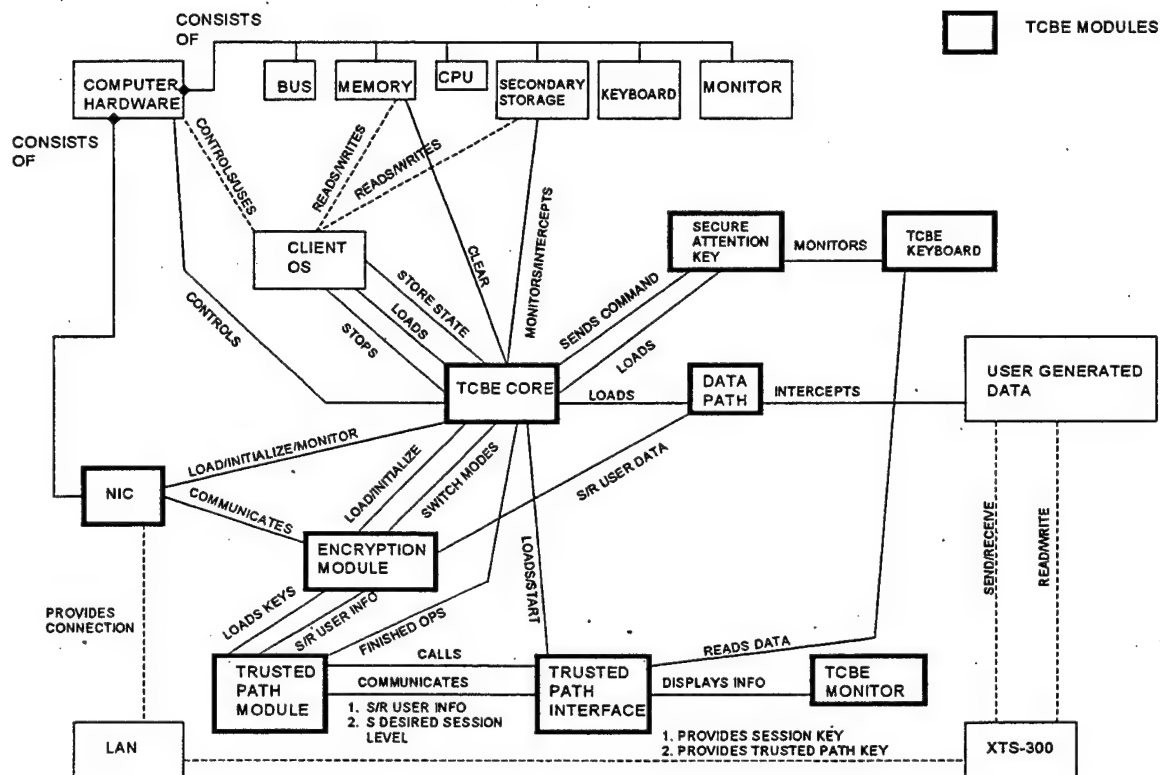 CONSISTS
OF
TCBE MODULES
COMPUTER
HARDWARE
BUS
MEMORY
CPU
SECONDARY
STORAGE
KEYBOARD
MONITOR
CONSISTS
OF
CONTROLS/USES
READS/WRITES
READS/WRITES
CLIENT
OS
CLEAR
MONITORS/INTERCEPTS
SECURE
ATTENTION
KEY
MONITORS
TCBE
KEYBOARD
CONTROLS
STORE STATE
LOADS
STOPS
SENDS COMMAND
LOADS
TCBE CORE
LOADS
DATA
PATH
INTERCEPTS
USER GENERATED
DATA
LOAD/INITIALIZE/MONITOR
NIC
COMMUNICATES
LOAD/INITIALIZE
SWITCH MODES
S/R USER DATA
ENCRYPTION
MODULE
LOADS/START
SEND/RECEIVE
READ/WRITE
PROVIDES
CONNECTION
LOADS KEYS
S/R USER INFO
FINISHED OPS
CALLS
READS DATA
TRUSTED
PATH
MODULE
COMMUNICATES
1. S/R USER INFO
2. S DESIRED SESSION
LEVEL
TRUSTED
PATH
INTERFACE
DISPLAYS INFO
TCBE
MONITOR
LAN
1. PROVIDES SESSION KEY
2. PROVIDES TRUSTED PATH KEY
XTS-300